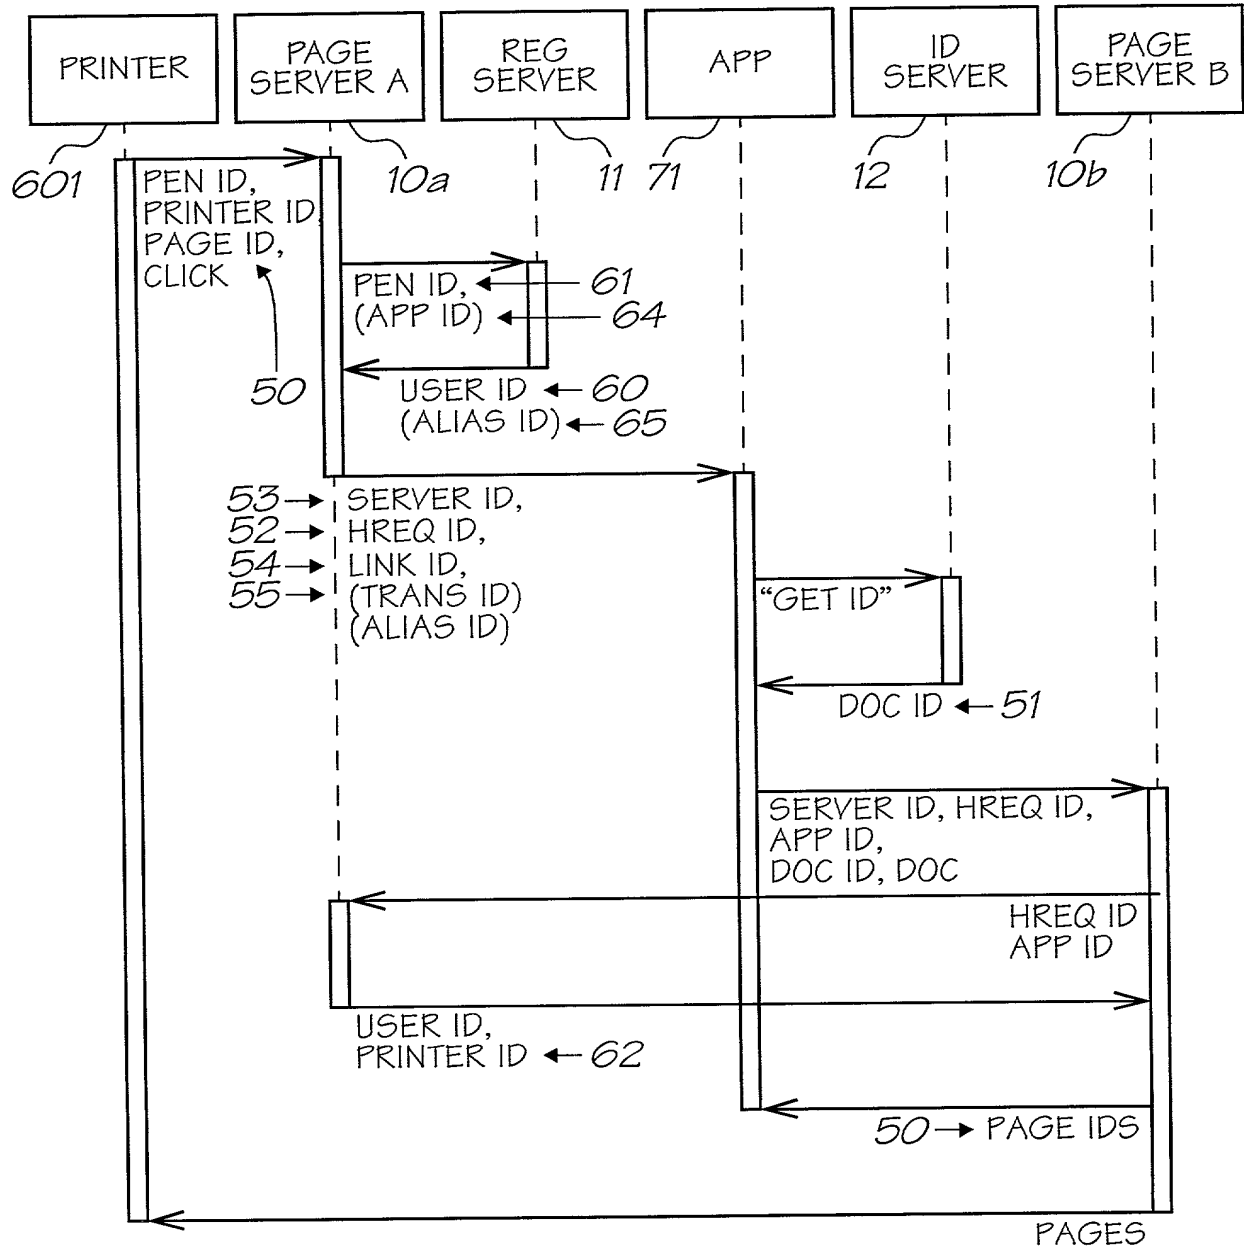 PRINTER
PAGE
SERVER A
REG
SERVER
APP
ID
SERVER
PAGE
SERVER B
601
10a
11
71
12
10b
PEN ID,
PRINTER ID
PAGE ID,
CLICK
50
PEN ID,
61
(APP ID)
64
USER ID
60
(ALIAS ID)
65
53
SERVER ID,
52
HREQ ID,
54
LINK ID,
55
(TRANS ID)
(ALIAS ID)
“GET ID”
DOC ID
51
SERVER ID, HREQ ID,
APP ID,
DOC ID, DOC
HREQ ID
APP ID
USER ID,
PRINTER ID
62
50
PAGE IDS
PAGES